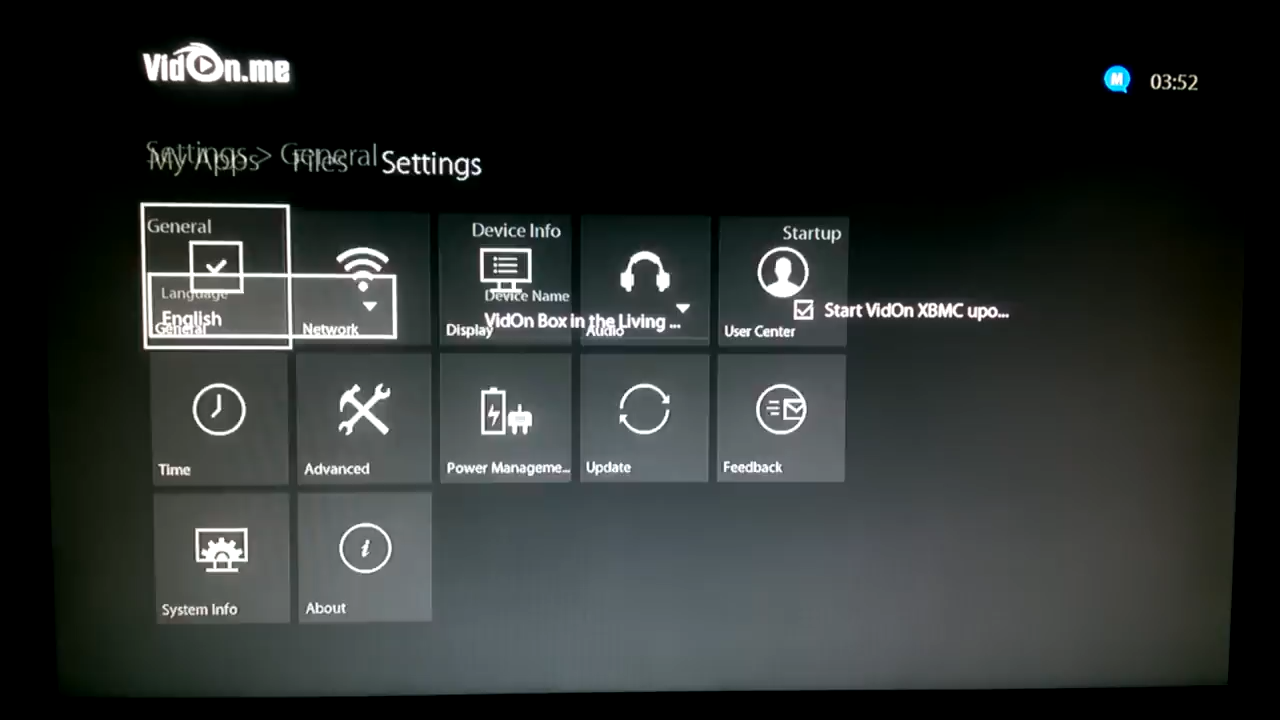 VidOn.me
M 03:52
Settings > General
My Apps Files Settings
General Device Info Startup
Language Device Name
English VidOn Box in the Living ... Start VidOn XBMC upo...
General Network Display Audio User Center
Time Advanced Power Manageme... Update Feedback
System Info About